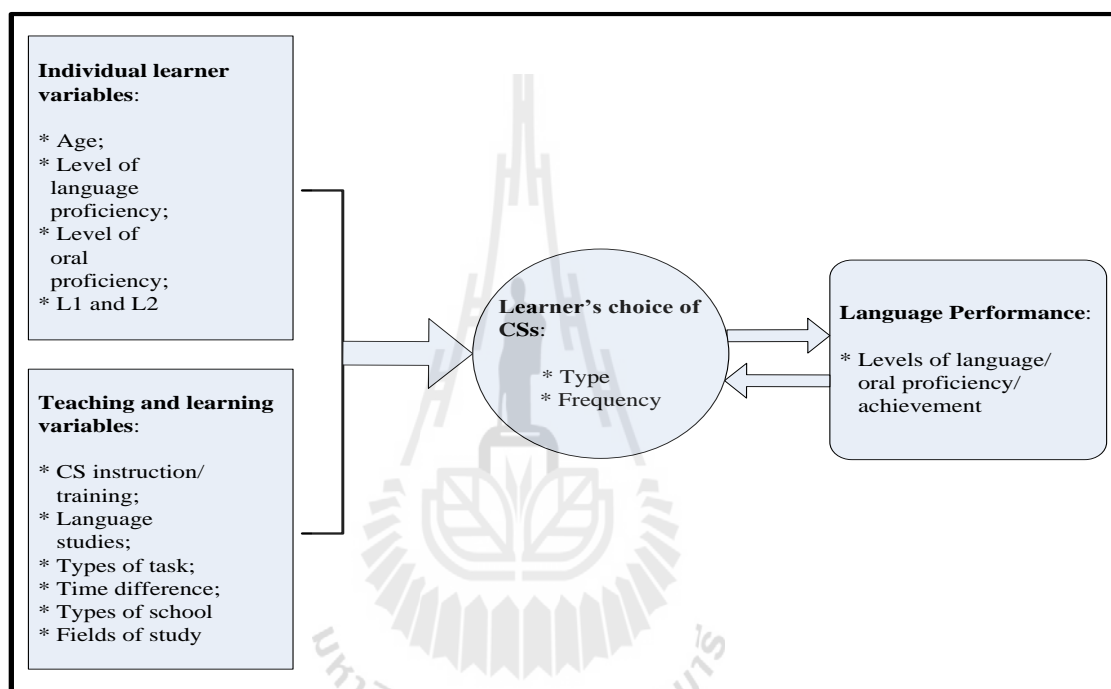 Individual learner
variables:
* Age;
* Level of
language
proficiency;
* Level of
oral
proficiency;
* L1 and L2
Teaching and learning
variables:
* CS instruction/
training;
* Language
studies;
* Types of task;
* Time difference;
* Types of school
* Fields of study
Learner’s choice of
CSs:
* Type
* Frequency
Language Performance:
* Levels of language/
oral proficiency/
achievement